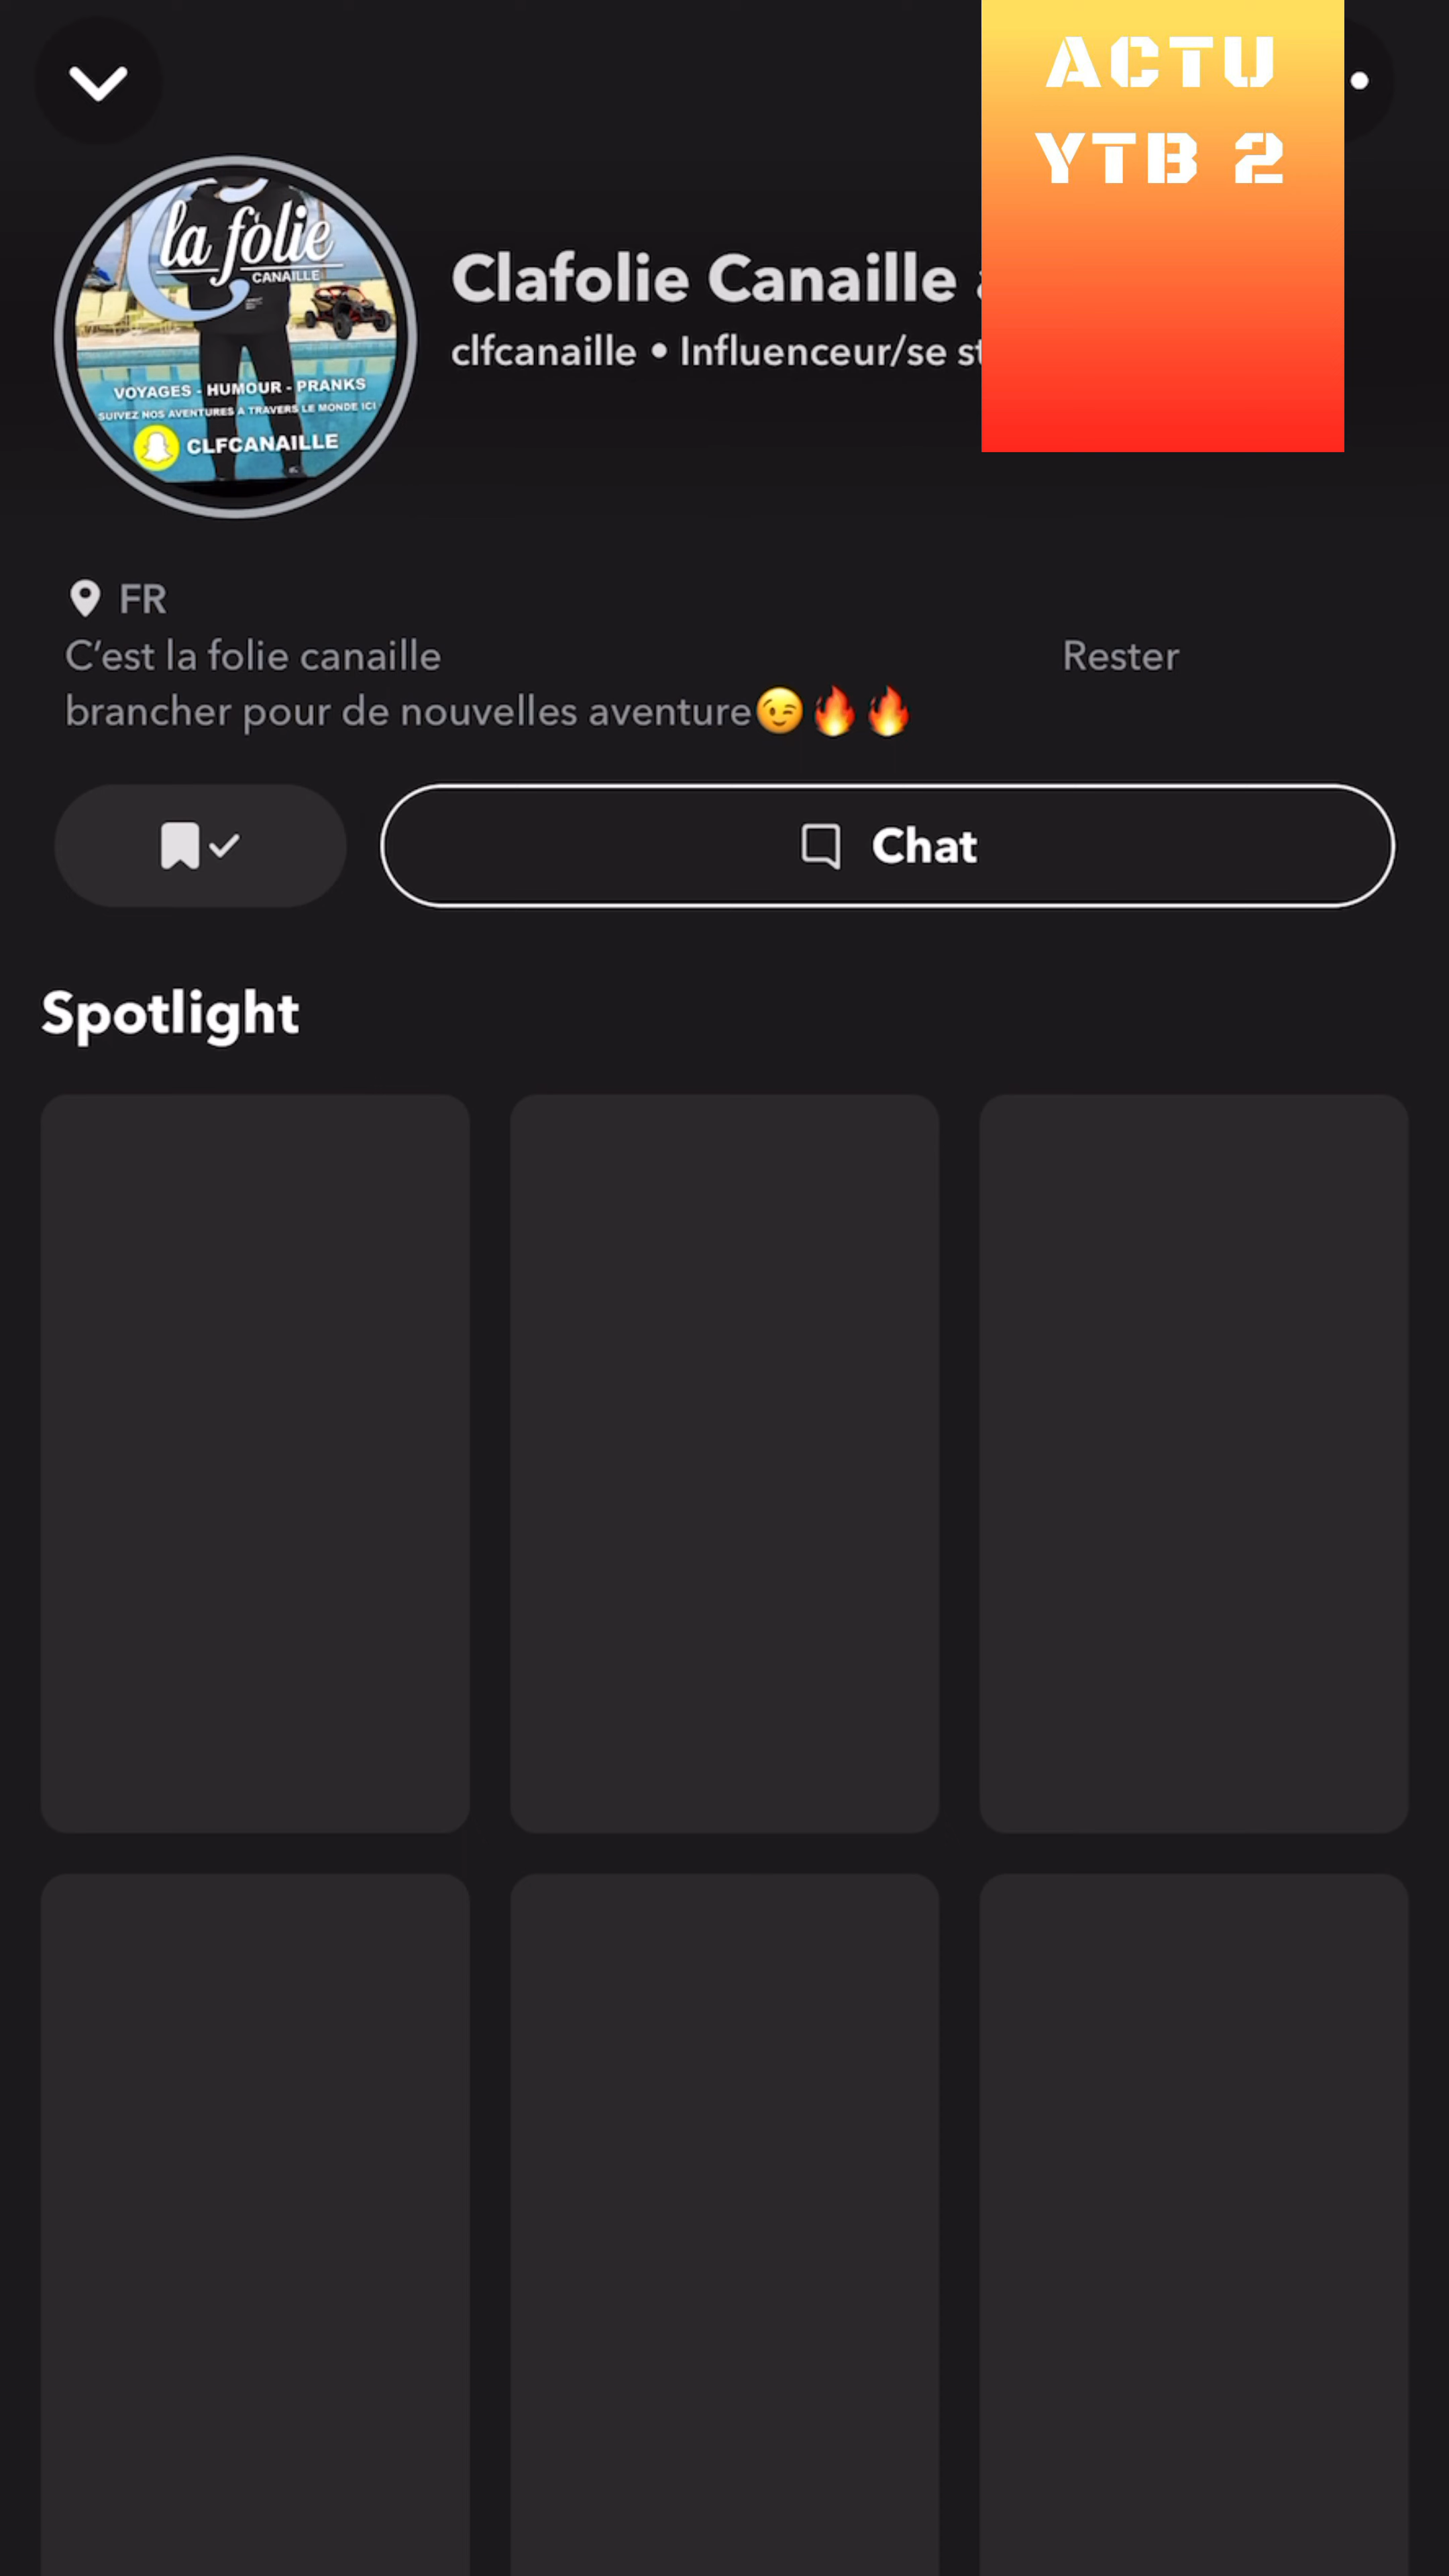 ACTU
YTB 2
la folie
CANAILLE
VOYAGES - HUMOUR - PRANKS
SUIVEZ NOS AVENTURES A TRAVERS LE MONDE ICI
CLFCANAILLE
Clafolie Canaille
clfcanaille • Influenceur/se
FR
C'est la folie canaille Rester
brancher pour de nouvelles aventure😉🔥🔥
Chat
Spotlight